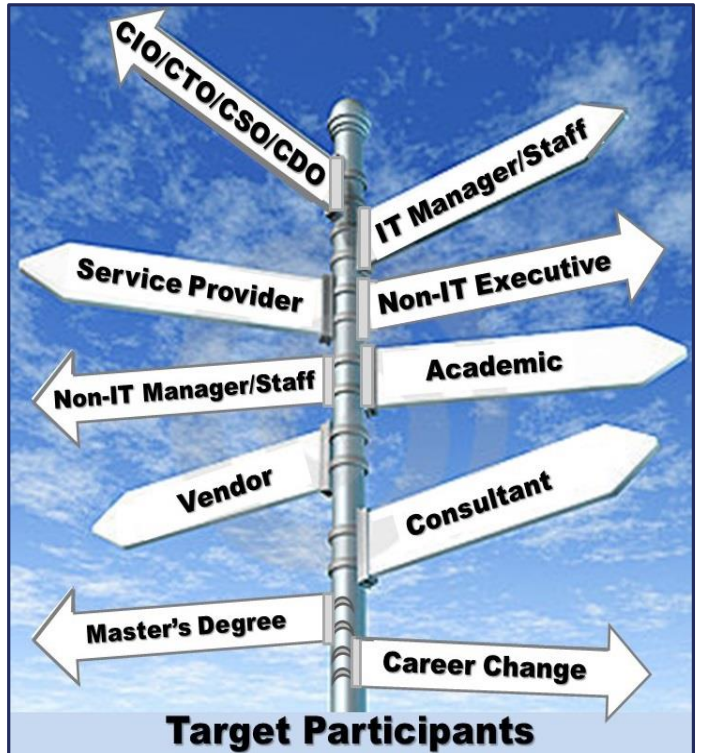 CIO/CTO/CSO/CDO
IT Manager/Staff
Service Provider
Non-IT Executive
Non-IT Manager/Staff
Academic
Vendor
Consultant
Master's Degree
Career Change
Target Participants